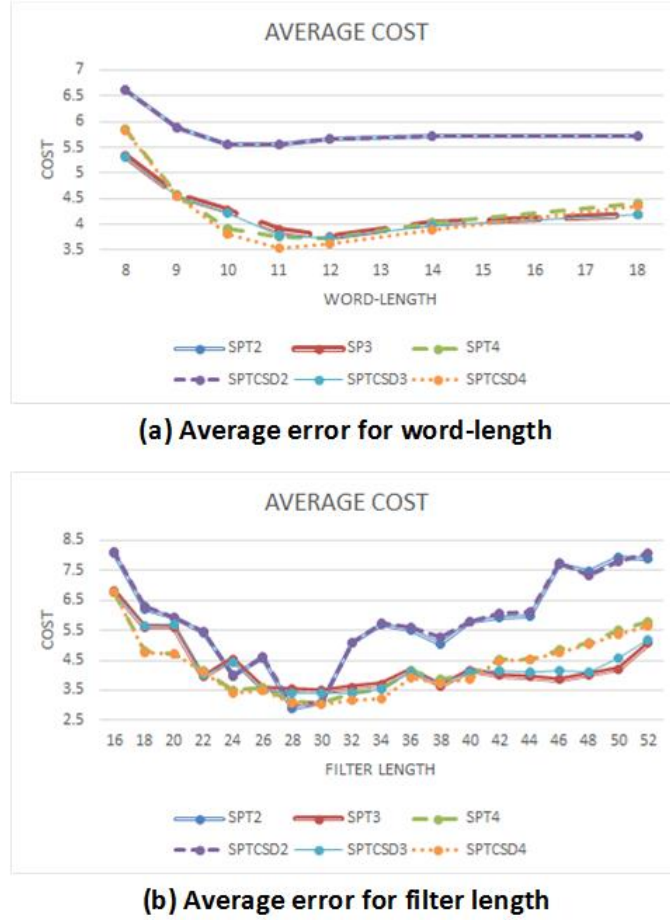 AVERAGE COST
7
6.5
6
5.5
5
4.5
4
3.5
COST
8 9 10 11 12 13 14 15 16 17 18
WORD-LENGTH
SPT2 SP3 SPT4
SPTCSD2 SPTCSD3 SPTCSD4
(a) Average error for word-length
AVERAGE COST
8.5
7.5
6.5
5.5
4.5
3.5
2.5
COST
16 18 20 22 24 26 28 30 32 34 36 38 40 42 44 46 48 50 52
FILTER LENGTH
SPT2 SPT3 SPT4
SPTCSD2 SPTCSD3 SPTCSD4
(b) Average error for filter length